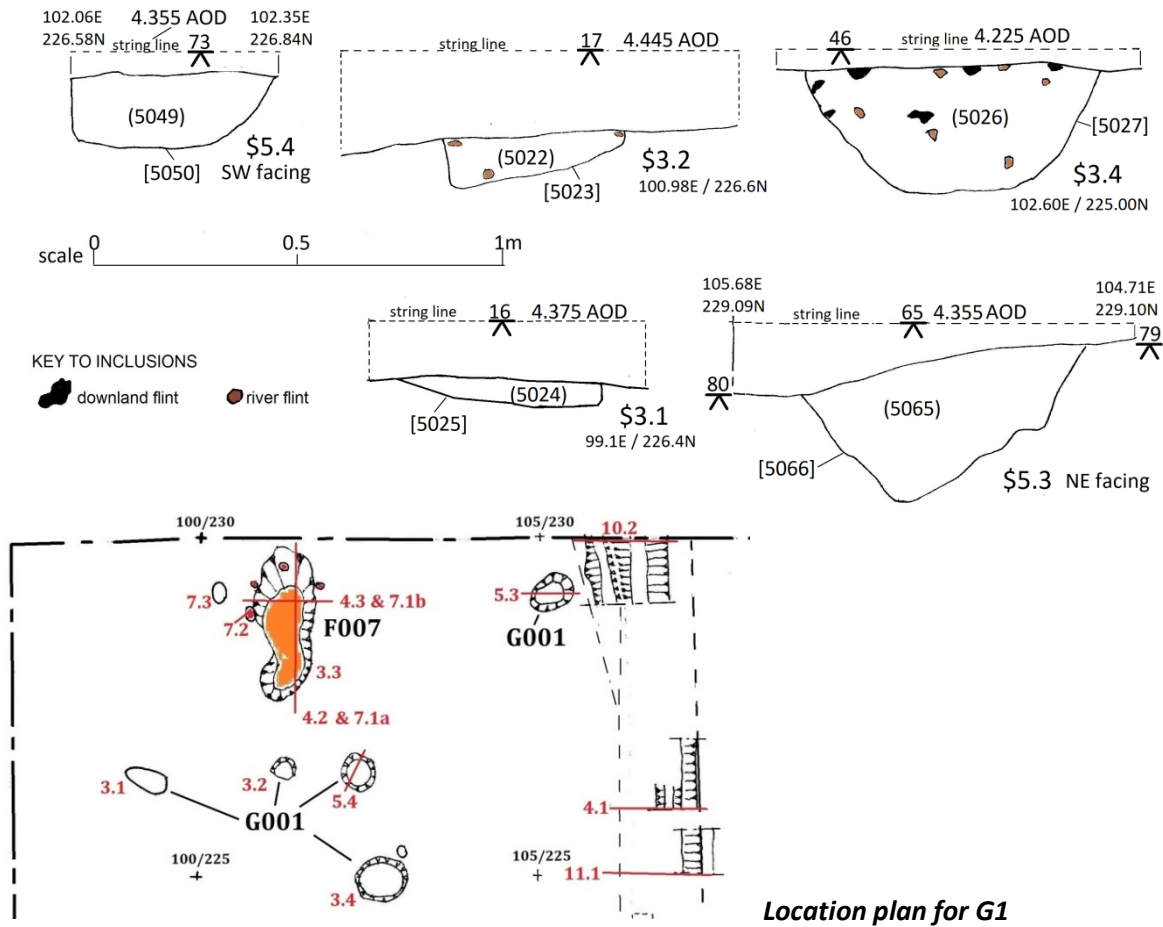 102.06E
226.58N
4.355 AOD
string line
73
102.35E
226.84N
(5049)
[5050]
$5.4
SW facing
string line
17
4.445 AOD
(5022)
[5023]
$3.2
100.98E / 226.6N
46
string line 4.225 AOD
(5026)
[5027]
$3.4
102.60E / 225.00N
scale
0
0.5
1m
KEY TO INCLUSIONS
downland flint
river flint
string line
16
4.375 AOD
(5024)
[5025]
$3.1
99.1E / 226.4N
105.68E
229.09N
string line
65
4.355 AOD
104.71E
229.10N
79
80
(5065)
[5066]
$5.3 NE facing
100/230
105/230
10.2
7.3
7.2
4.3 & 7.1b
F007
3.3
4.2 & 7.1a
5.3
G001
3.1
3.2
5.4
G001
4.1
100/225
105/225
3.4
11.1
Location plan for G1